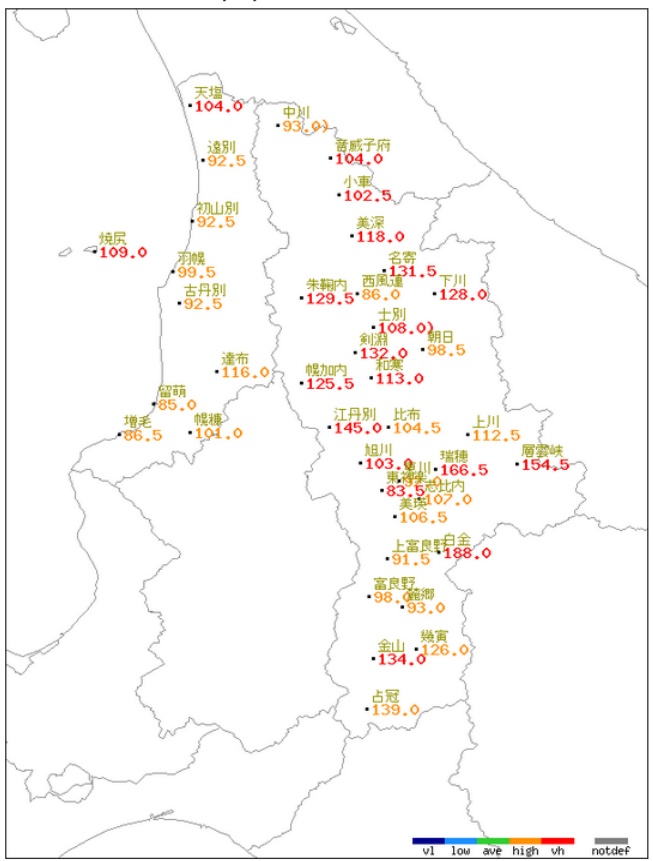 天塩
104.0
中川
93.0)
音威子府
104.0
遠別
92.5
小車
102.5
初山別
92.5
美深
118.0
焼尻
109.0
名寄
131.5
羽幌
99.5
西風連
86.0
下川
128.0
朱鞠内
129.5
古丹別
92.5
士別
108.0)
朝日
98.5
剣淵
132.0
和寒
113.0
達布
116.0
幌加内
125.5
留萌
85.0
増毛
86.5
幌糠
101.0
江丹別
145.0
比布
104.5
上川
112.5
旭川
103.0
瑞穂
166.5
層雲峡
154.5
83.5
志比内
107.0
美瑛
106.5
上富良野
91.5
白金
188.0
富良野
98.0
麓郷
93.0
幾寅
126.0
金山
134.0
占冠
139.0
vl low ave high vh notdef